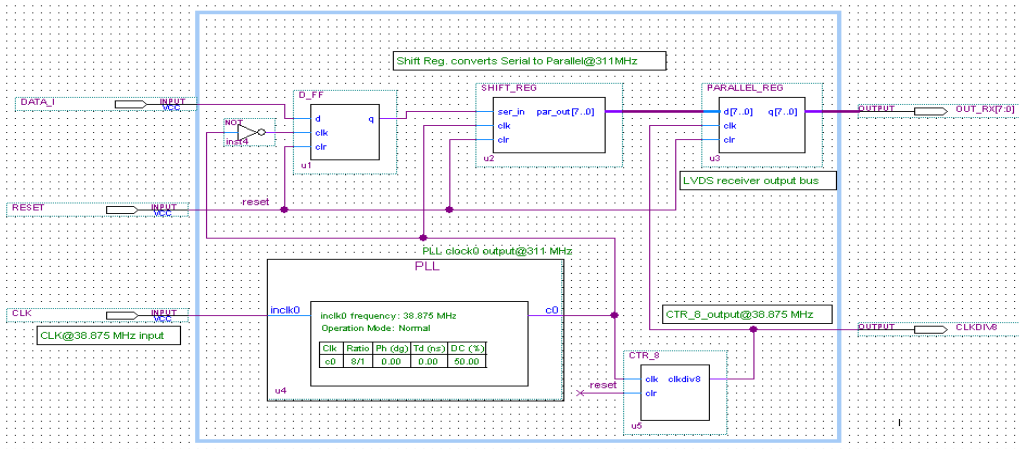 Shift Reg. converts Serial to Parallel@311MHz
DATA_I
INPUT
VCC
NOT
inst4
D_FF
d
q
clk
clr
u1
SHIFT_REG
ser_in par_out[7..0]
clk
clr
u2
PARALLEL_REG
d[7..0] q[7..0]
clk
clr
u3
OUTPUT
OUT_RX[7:0]
LVDS receiver output bus
RESET
INPUT
VCC
reset
PLL clock0 output@311 MHz
PLL
inclk0
c0
inclk0 frequency: 38.875 MHz
Operation Mode: Normal
Clk Ratio Ph (dg) Td (ns) DC (%)
c0 8/1 0.00 0.00 50.00
u4
CLK
INPUT
VCC
CLK@38.875 MHz input
CTR_8_output@38.875 MHz
OUTPUT
CLKDIV8
CTR_8
reset
clk clkdiv8
clr
u5